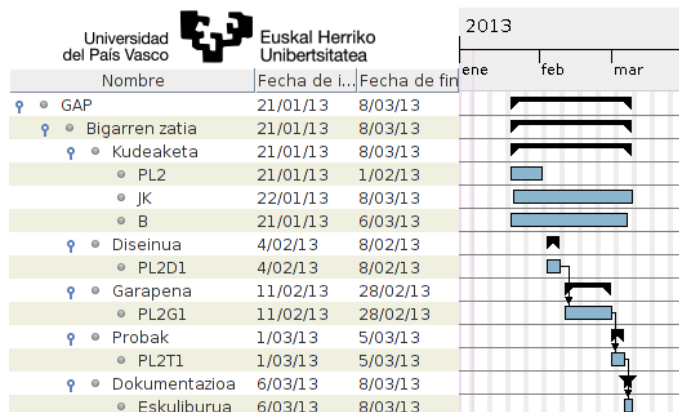 Universidad
del País Vasco
Euskal Herriko
Unibertsitatea
2013
ene feb mar
Nombre Fecha de i... Fecha de fin
GAP 21/01/13 8/03/13
Bigarren zatia 21/01/13 8/03/13
Kudeaketa 21/01/13 8/03/13
PL2 21/01/13 1/02/13
JK 22/01/13 8/03/13
B 21/01/13 6/03/13
Diseinua 4/02/13 8/02/13
PL2D1 4/02/13 8/02/13
Garapena 11/02/13 28/02/13
PL2G1 11/02/13 28/02/13
Probak 1/03/13 5/03/13
PL2T1 1/03/13 5/03/13
Dokumentazioa 6/03/13 8/03/13
Eskuliburua 6/03/13 8/03/13